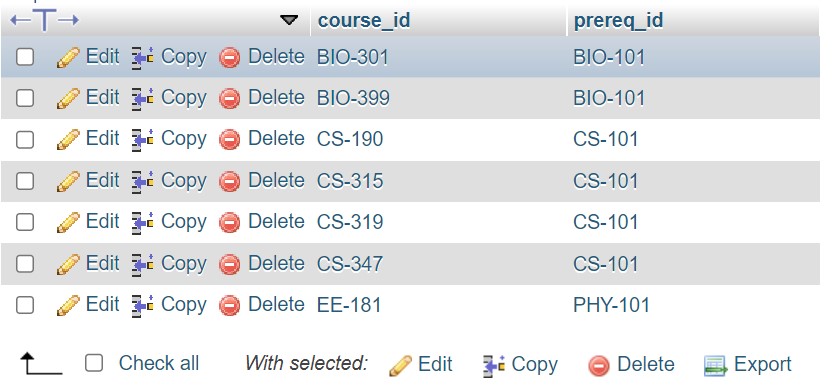 course_id prereq_id
Edit Copy Delete BIO-301 BIO-101
Edit Copy Delete BIO-399 BIO-101
Edit Copy Delete CS-190 CS-101
Edit Copy Delete CS-315 CS-101
Edit Copy Delete CS-319 CS-101
Edit Copy Delete CS-347 CS-101
Edit Copy Delete EE-181 PHY-101
Check all With selected: Edit Copy Delete Export